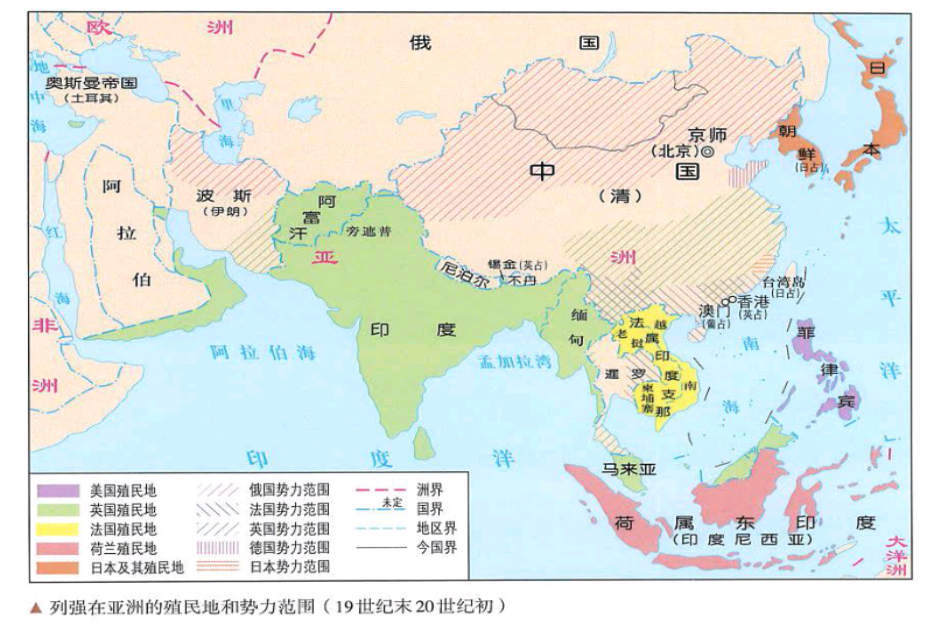 欧洲
俄国
地中海
奥斯曼帝国
(土耳其)
里海
日本
朝鲜
(日占)
京师
(北京)
中国
(清)
波斯
(伊朗)
阿富汗
旁遮普
阿拉伯
红海
亚洲
尼泊尔
锡金(英占)
不丹
太平洋
台湾岛
(日占)
香港
(英占)
澳门
(葡占)
印度
缅甸
法属印度支那
越南
老挝
柬埔寨
暹罗
南海
菲律宾
非洲
阿拉伯海
孟加拉湾
印度洋
马来亚
荷属东印度
(印度尼西亚)
大洋洲
美国殖民地
英国殖民地
法国殖民地
荷兰殖民地
日本及其殖民地
俄国势力范围
法国势力范围
英国势力范围
德国势力范围
日本势力范围
洲界
未定
国界
地区界
今国界
▲ 列强在亚洲的殖民地和势力范围(19世纪末20世纪初)